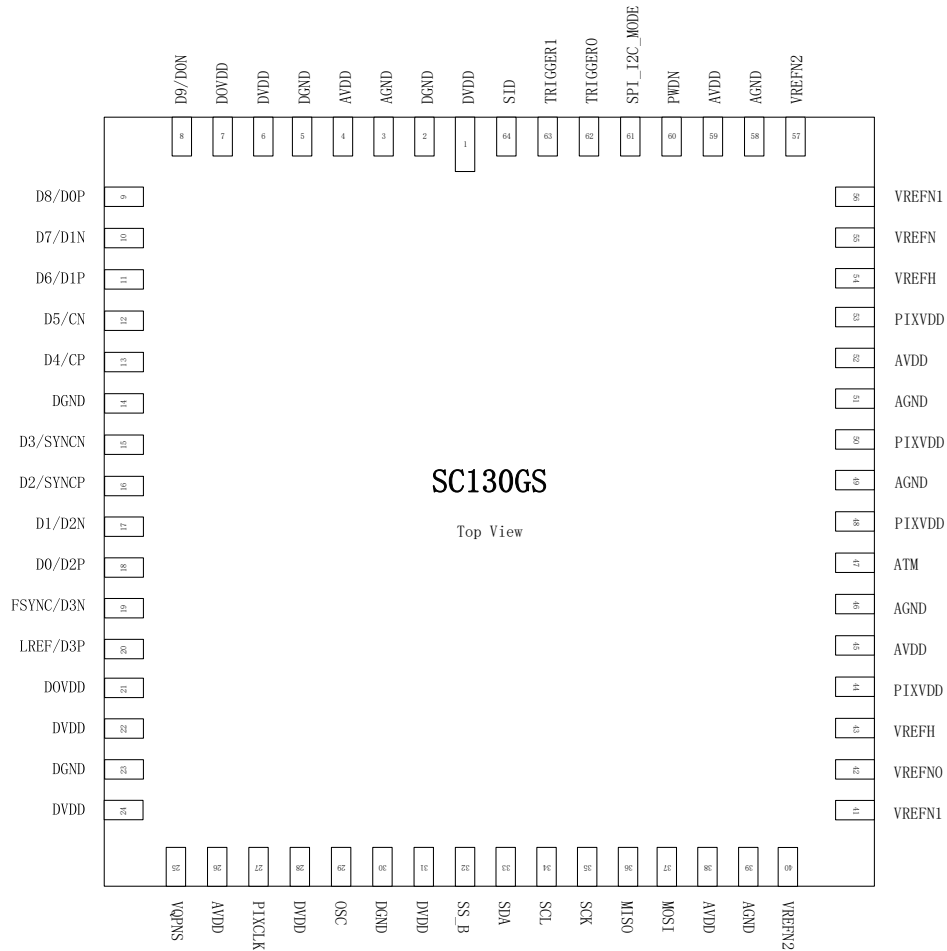 D9/D0N
DOVDD
DVDD
DGND
AVDD
AGND
DGND
DVDD
SID
TRIGGER1
TRIGGER0
SPI_I2C_MODE
PWDN
AVDD
AGND
VREFN2
8 7 6 5 4 3 2 1 64 63 62 61 60 59 58 57
D8/D0P 9 56 VREFN1
D7/D1N 10 55 VREFN
D6/D1P 11 54 VREFH
D5/CN 12 53 PIXVDD
D4/CP 13 52 AVDD
DGND 14 51 AGND
D3/SYNCN 15 50 PIXVDD
D2/SYNCP 16 49 AGND
SC130GS
Top View
D1/D2N 17 48 PIXVDD
D0/D2P 18 47 ATM
FSYNC/D3N 19 46 AGND
LREF/D3P 20 45 AVDD
DOVDD 21 44 PIXVDD
DVDD 22 43 VREFH
DGND 23 42 VREFN0
DVDD 24 41 VREFN1
25 26 27 28 29 30 31 32 33 34 35 36 37 38 39 40
VQPNS
AVDD
PIXCLK
DVDD
OSC
DGND
DVDD
SS_B
SDA
SCL
SCK
MISO
MOSI
AVDD
AGND
VREFN2